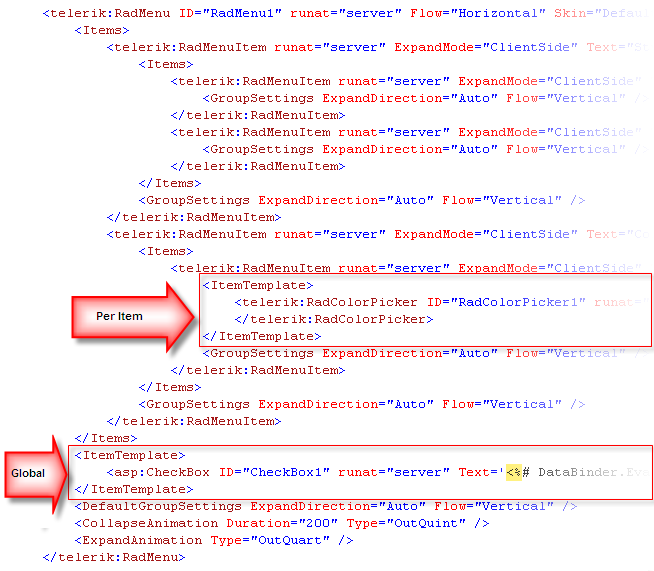 <telerik:RadMenu ID="RadMenu1" runat="server" Flow="Horizontal" Skin="Defau
<Items>
<telerik:RadMenuItem runat="server" ExpandMode="ClientSide" Text="St
<Items>
<telerik:RadMenuItem runat="server" ExpandMode="ClientSide"
<GroupSettings ExpandDirection="Auto" Flow="Vertical" />
</telerik:RadMenuItem>
<telerik:RadMenuItem runat="server" ExpandMode="ClientSide"
<GroupSettings ExpandDirection="Auto" Flow="Vertical" />
</telerik:RadMenuItem>
</Items>
<GroupSettings ExpandDirection="Auto" Flow="Vertical" />
</telerik:RadMenuItem>
<telerik:RadMenuItem runat="server" ExpandMode="ClientSide" Text="C
<Items>
<telerik:RadMenuItem runat="server" ExpandMode="ClientSide"
<ItemTemplate>
<telerik:RadColorPicker ID="RadColorPicker1" runat=
Per Item
</telerik:RadColorPicker>
</ItemTemplate>
<GroupSettings ExpandDirection="Auto" Flow="Vertical" /
</telerik:RadMenuItem>
</Items>
<GroupSettings ExpandDirection="Auto" Flow="Vertical" />
</telerik:RadMenuItem>
</Items>
<ItemTemplate>
Global
<asp:CheckBox ID="CheckBox1" runat="server" Text='<%# DataBinder.Ev
</ItemTemplate>
<DefaultGroupSettings ExpandDirection="Auto" Flow="Vertical" />
<CollapseAnimation Duration="200" Type="OutQuint" />
<ExpandAnimation Type="OutQuart" />
</telerik:RadMenu>